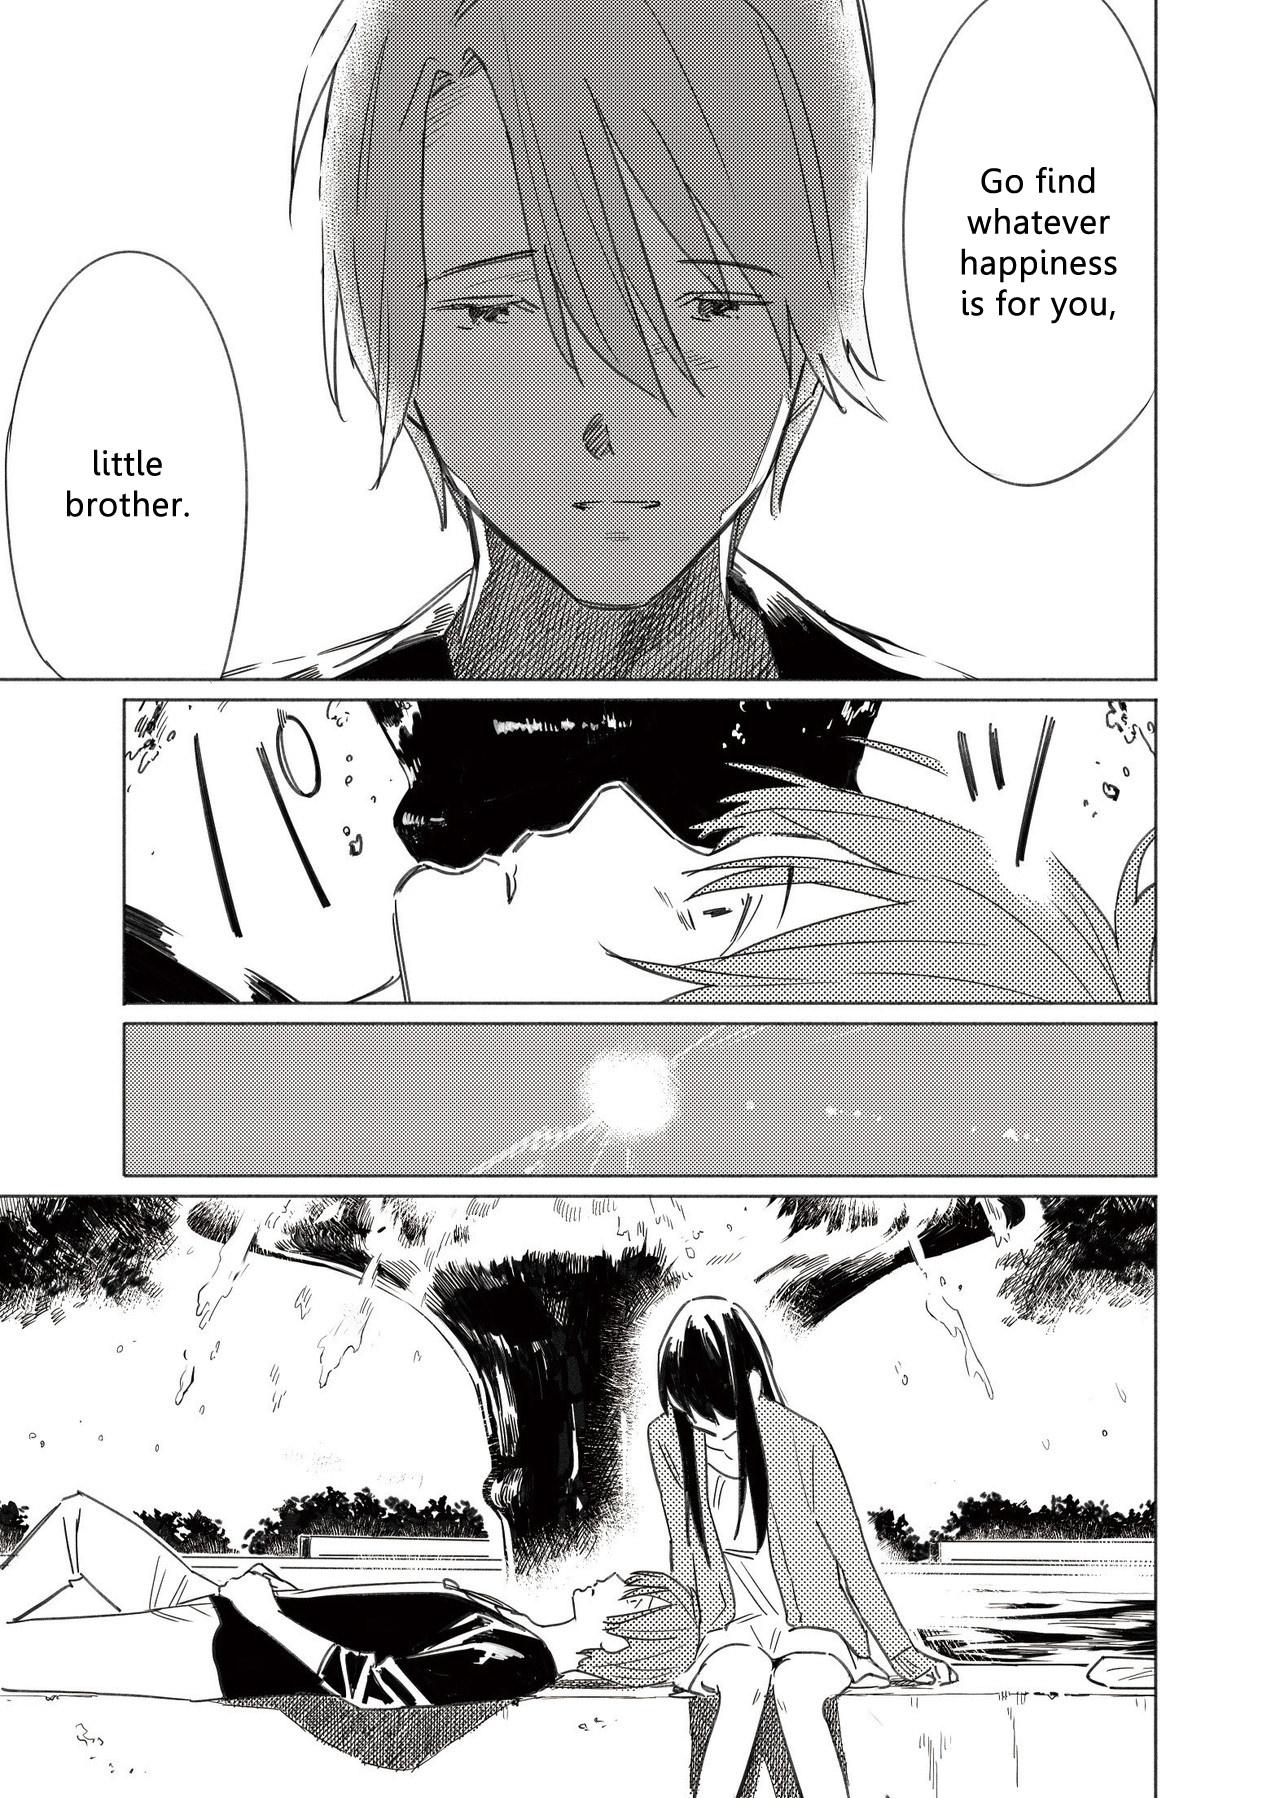 Go find
whatever
happiness
is for you,
little
brother.